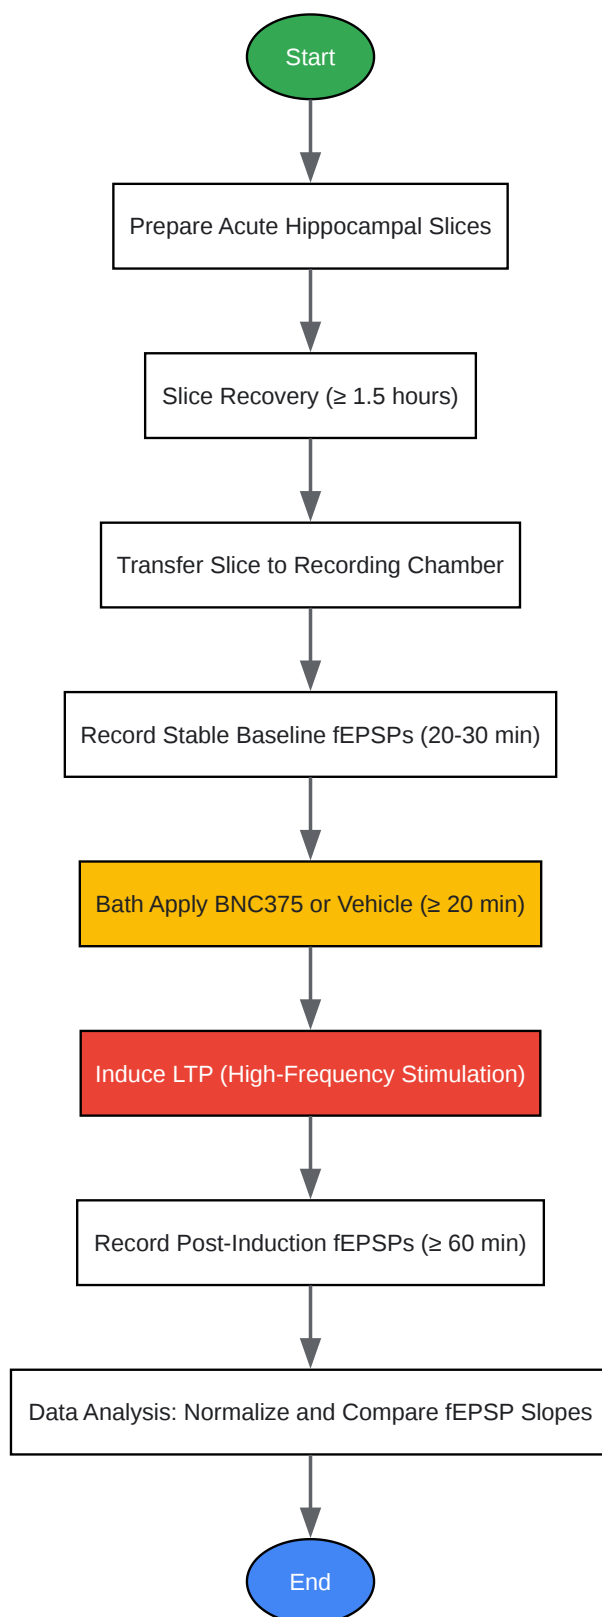 Start
Prepare Acute Hippocampal Slices
Slice Recovery (≥ 1.5 hours)
Transfer Slice to Recording Chamber
Record Stable Baseline fEPSPs (20-30 min)
Bath Apply BNC375 or Vehicle (≥ 20 min)
Induce LTP (High-Frequency Stimulation)
Record Post-Induction fEPSPs (≥ 60 min)
Data Analysis: Normalize and Compare fEPSP Slopes
End